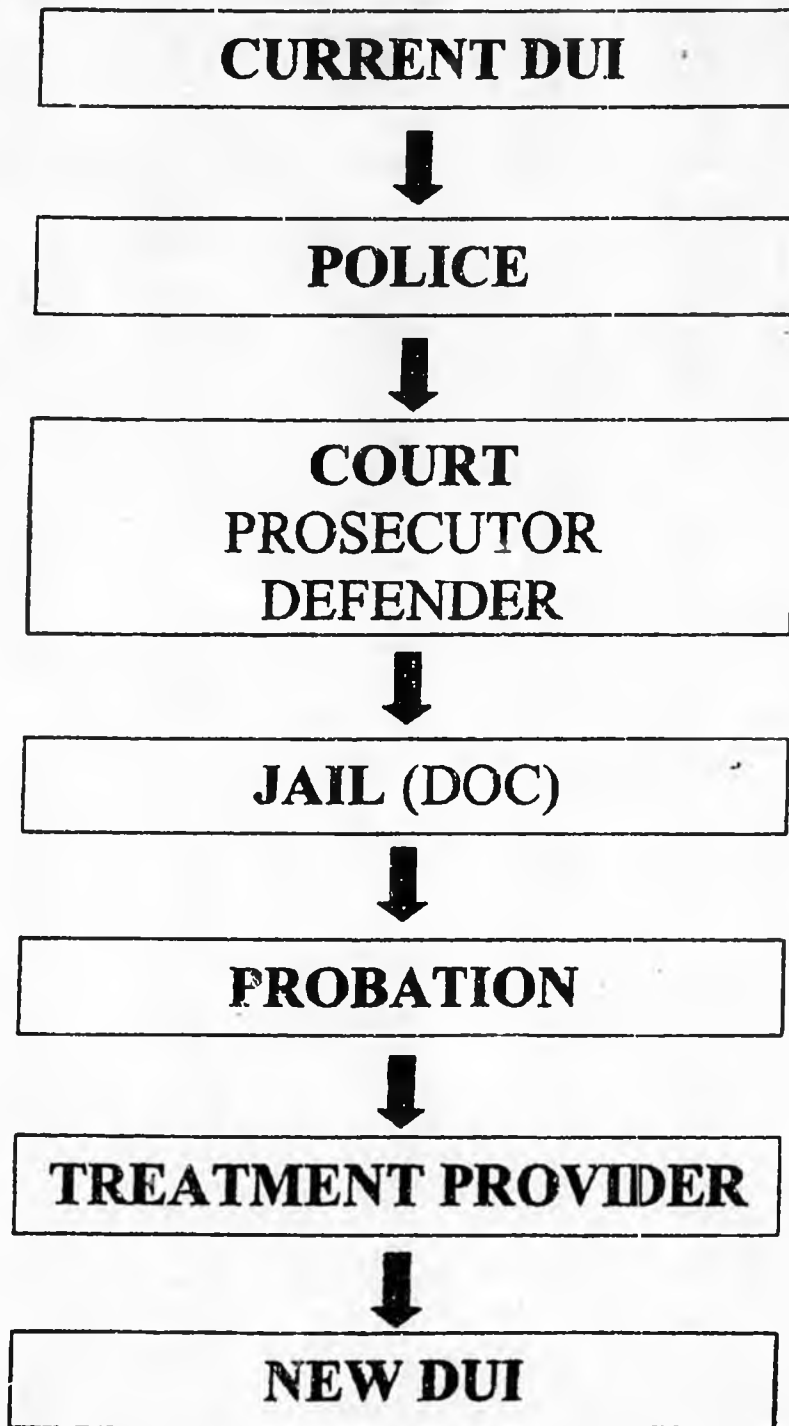 CURRENT DUI
POLICE
COURT
PROSECUTOR
DEFENDER
JAIL (DOC)
PROBATION
TREATMENT PROVIDER
NEW DUI